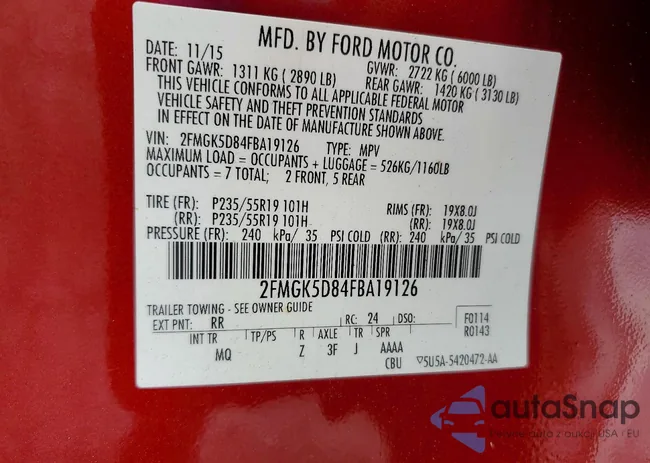 MFD. BY FORD MOTOR CO.
DATE: 11/15 GVWR: 2722 KG ( 6000 LB)
FRONT GAWR: 1311 KG ( 2890 LB) REAR GAWR: 1420 KG ( 3130 LB)
THIS VEHICLE CONFORMS TO ALL APPLICABLE FEDERAL MOTOR
VEHICLE SAFETY AND THEFT PREVENTION STANDARDS
IN EFFECT ON THE DATE OF MANUFACTURE SHOWN ABOVE.
VIN: 2FMGK5D84FBA19126 TYPE: MPV
MAXIMUM LOAD = OCCUPANTS + LUGGAGE = 526KG/1160LB
OCCUPANTS = 7 TOTAL; 2 FRONT, 5 REAR
TIRE (FR): P235/55R19 101H RIMS (FR): 19X8.0J
(RR): P235/55R19 101H (RR): 19X8.0J
PRESSURE (FR): 240 kPa/ 35 PSI COLD (RR): 240 kPa/ 35 PSI COLD
2FMGK5D84FBA19126
TRAILER TOWING - SEE OWNER GUIDE
EXT PNT: RR RC: 24 DSO: F0114
INT TR TP/PS R AXLE TR SPR R0143
MQ Z 3F J AAAA
CBU 5U5A-5420472-AA
autoSnap
USA / EU